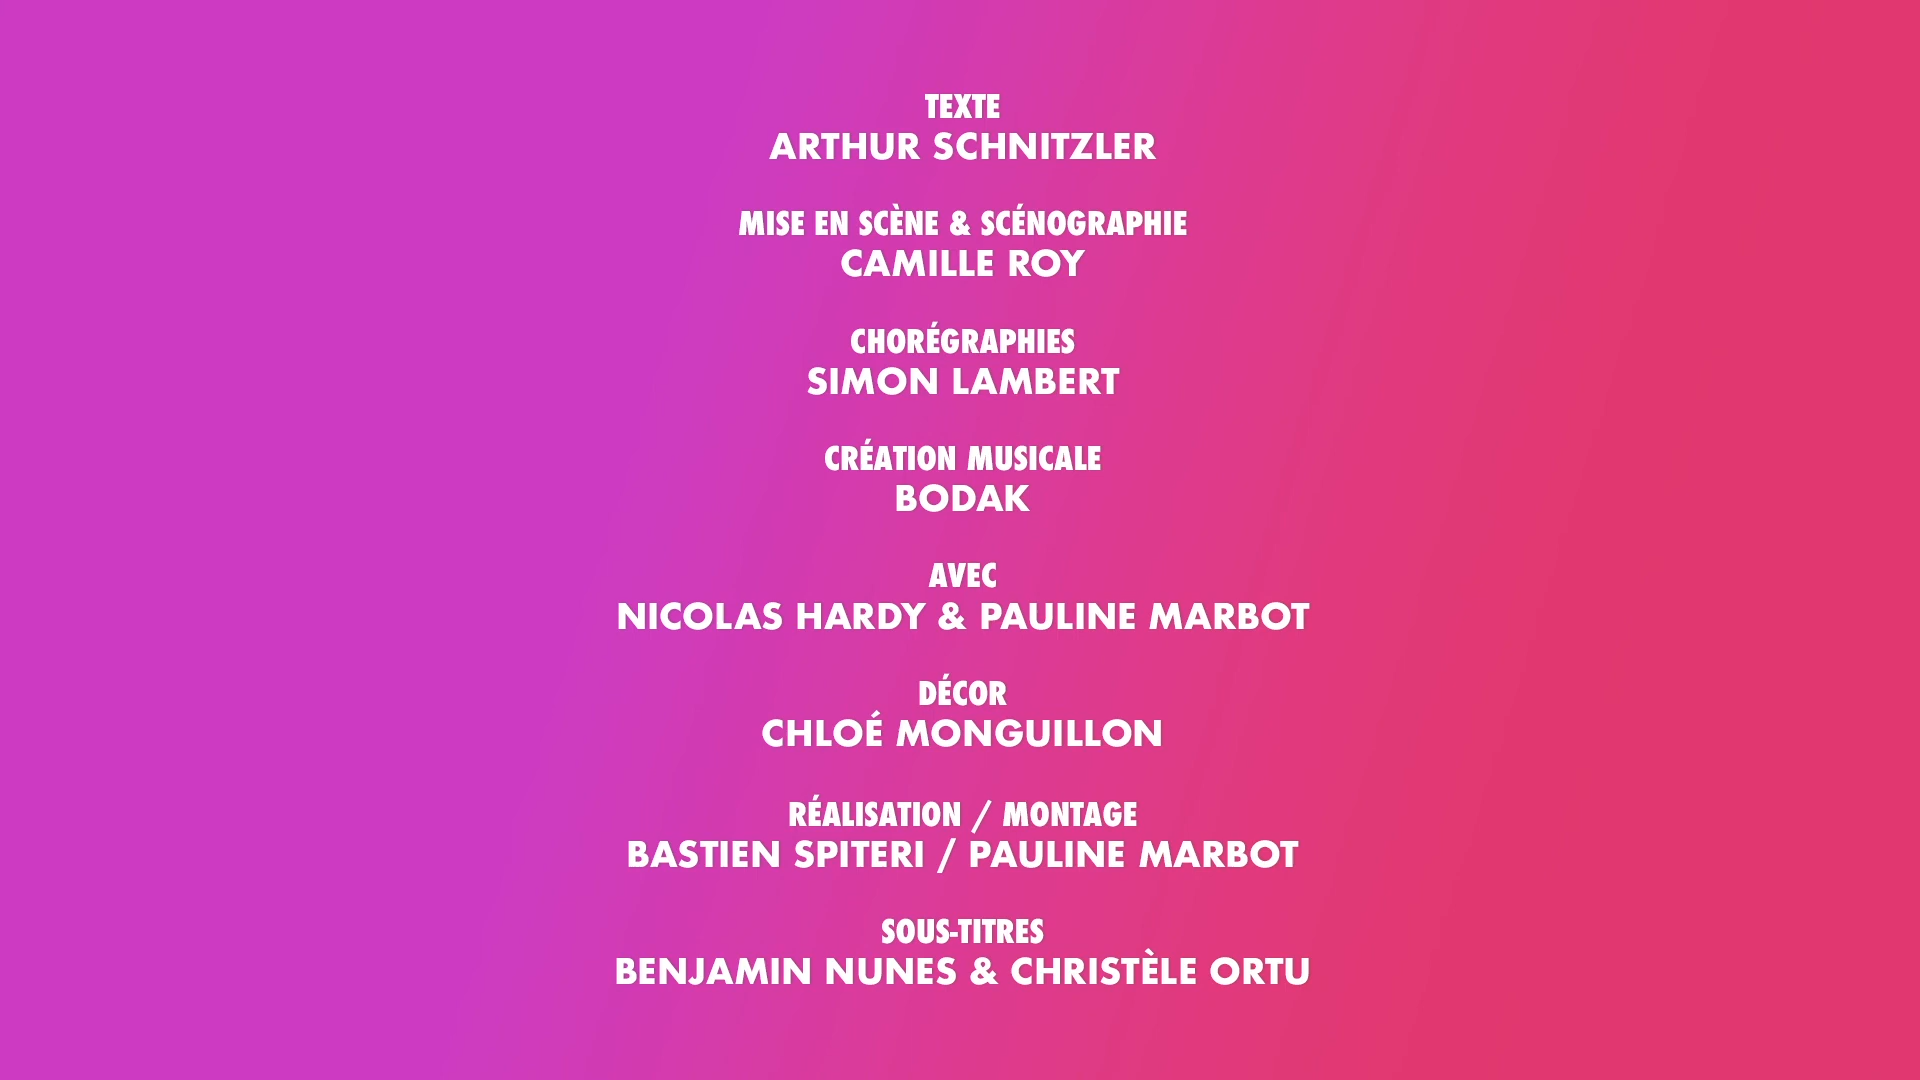 TEXTE
ARTHUR SCHNITZLER
MISE EN SCÈNE & SCÉNOGRAPHIE
CAMILLE ROY
CHORÉGRAPHIES
SIMON LAMBERT
CRÉATION MUSICALE
BODAK
AVEC
NICOLAS HARDY & PAULINE MARBOT
DÉCOR
CHLOÉ MONGUILLON
RÉALISATION / MONTAGE
BASTIEN SPITERI / PAULINE MARBOT
SOUS-TITRES
BENJAMIN NUNES & CHRISTÈLE ORTU